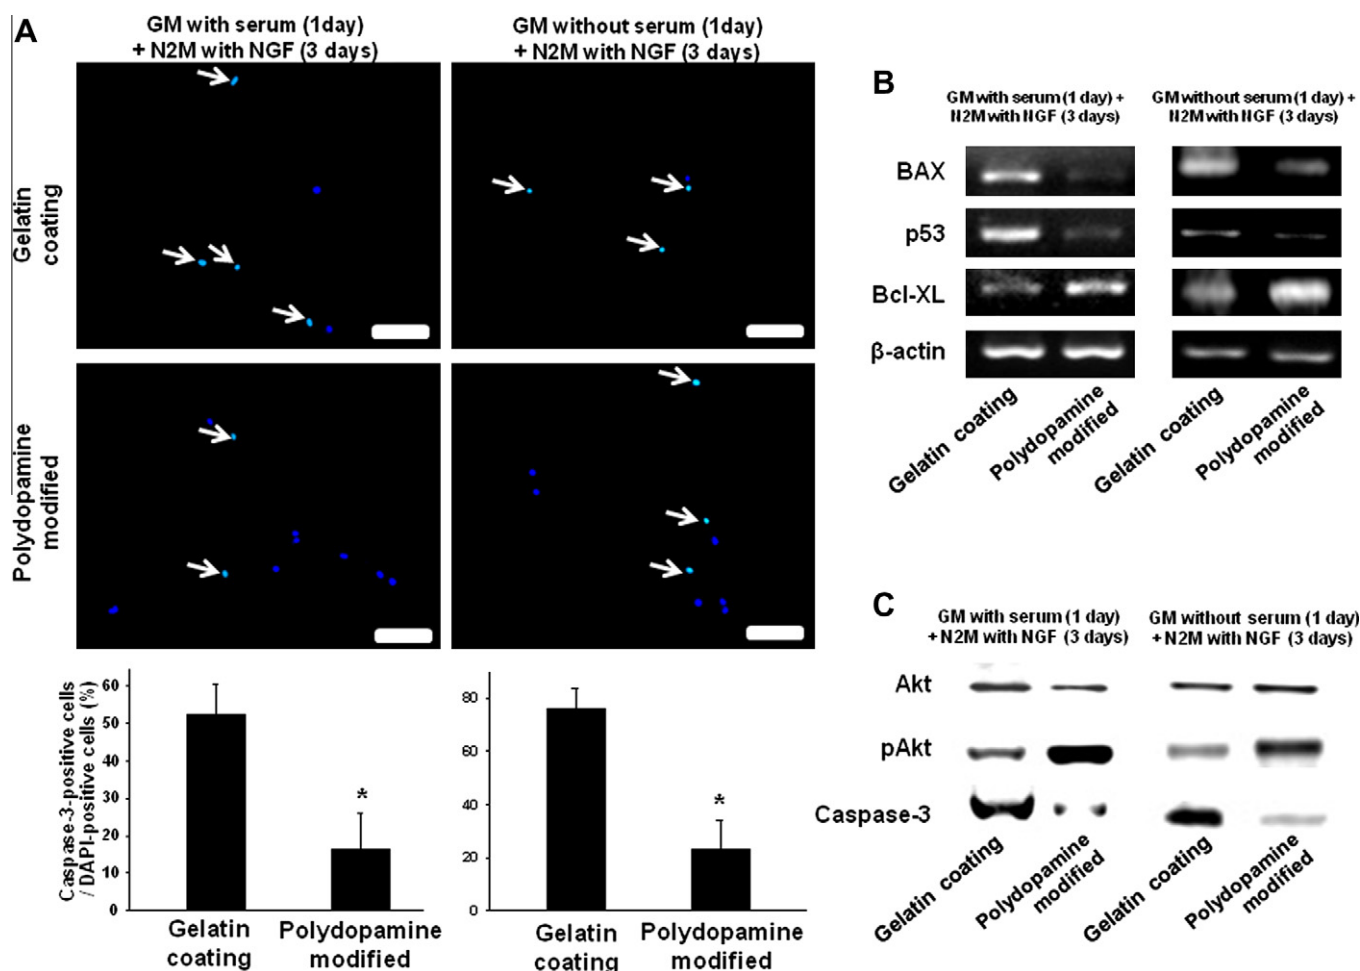 A
GM with serum (1day)
+ N2M with NGF (3 days)
GM without serum (1day)
+ N2M with NGF (3 days)
Gelatin
coating
Polydopamine
modified
Caspase-3-positive cells
/ DAPI-positive cells (%)
60
50
40
30
20
10
0
*
Gelatin
coating
Polydopamine
modified
80
60
40
20
0
*
Gelatin
coating
Polydopamine
modified
B
GM with serum (1 day) +
N2M with NGF (3 days)
GM without serum (1 day) +
N2M with NGF (3 days)
BAX
p53
Bcl-XL
β-actin
Gelatin coating
Polydopamine
modified
Gelatin coating
Polydopamine
modified
C
GM with serum (1 day)
+ N2M with NGF (3 days)
GM without serum (1 day)
+ N2M with NGF (3 days)
Akt
pAkt
Caspase-3
Gelatin coating
Polydopamine
modified
Gelatin coating
Polydopamine
modified